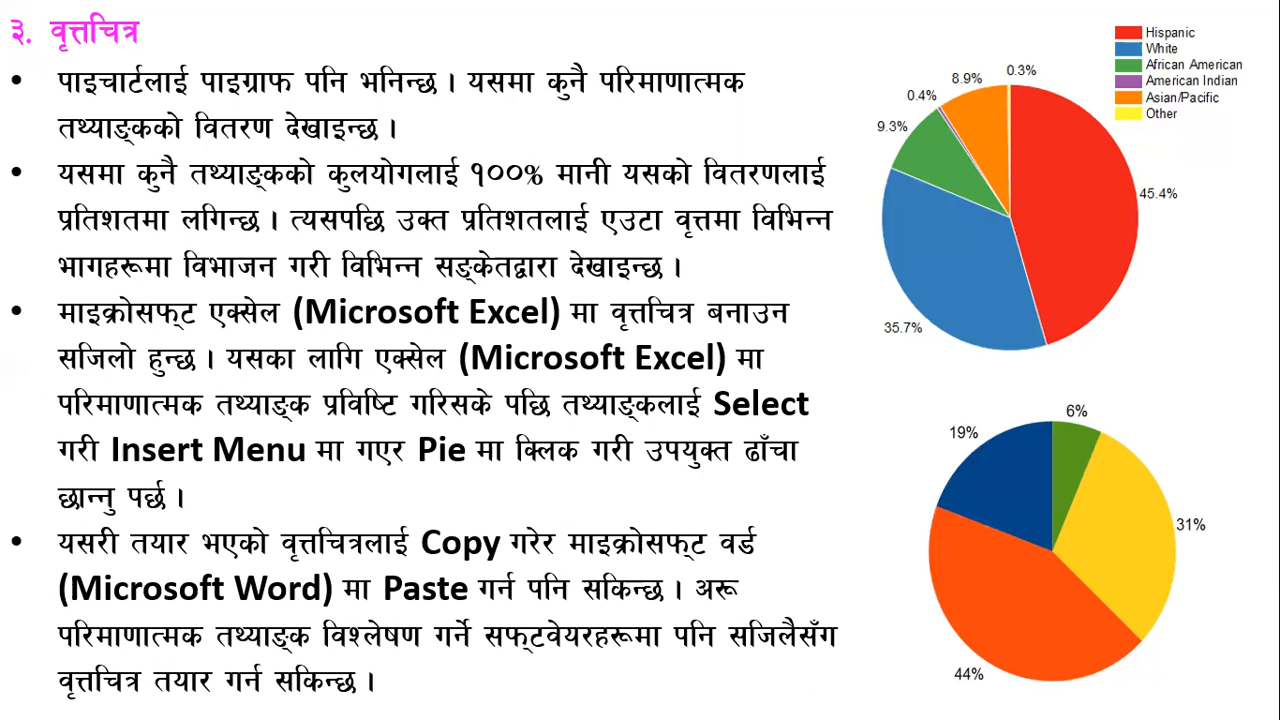 ३. वृत्तचित्र
• पाइचार्टलाई पाइग्राफ पनि भनिन्छ । यसमा कुनै परिमाणात्मक
तथ्याङ्कको वितरण देखाइन्छ ।
• यसमा कुनै तथ्याङ्कको कुलयोगलाई १००% मानी यसको वितरणलाई
प्रतिशतमा लगिन्छ । त्यसपछि उक्त प्रतिशतलाई एउटा वृत्तमा विभिन्न
भागहरूमा विभाजन गरी विभिन्न सङ्केतद्वारा देखाइन्छ ।
• माइक्रोसफ्ट एक्सेल (Microsoft Excel) मा वृत्तचित्र बनाउन
सजिलो हुन्छ । यसका लागि एक्सेल (Microsoft Excel) मा
परिमाणात्मक तथ्याङ्क प्रविष्टि गरिसके पछि तथ्याङ्कलाई Select
गरी Insert Menu मा गएर Pie मा क्लिक गरी उपयुक्त ढाँचा
छान्नु पर्छ ।
• यसरी तयार भएको वृत्तचित्रलाई Copy गरेर माइक्रोसफ्ट वर्ड
(Microsoft Word) मा Paste गर्न पनि सकिन्छ । अरू
परिमाणात्मक तथ्याङ्क विश्लेषण गर्ने सफ्टवेयरहरूमा पनि सजिलैसँग
वृत्तचित्र तयार गर्न सकिन्छ ।
Hispanic
White
African American
American Indian
Asian/Pacific
Other
0.3%
8.9%
0.4%
9.3%
45.4%
35.7%
6%
19%
31%
44%